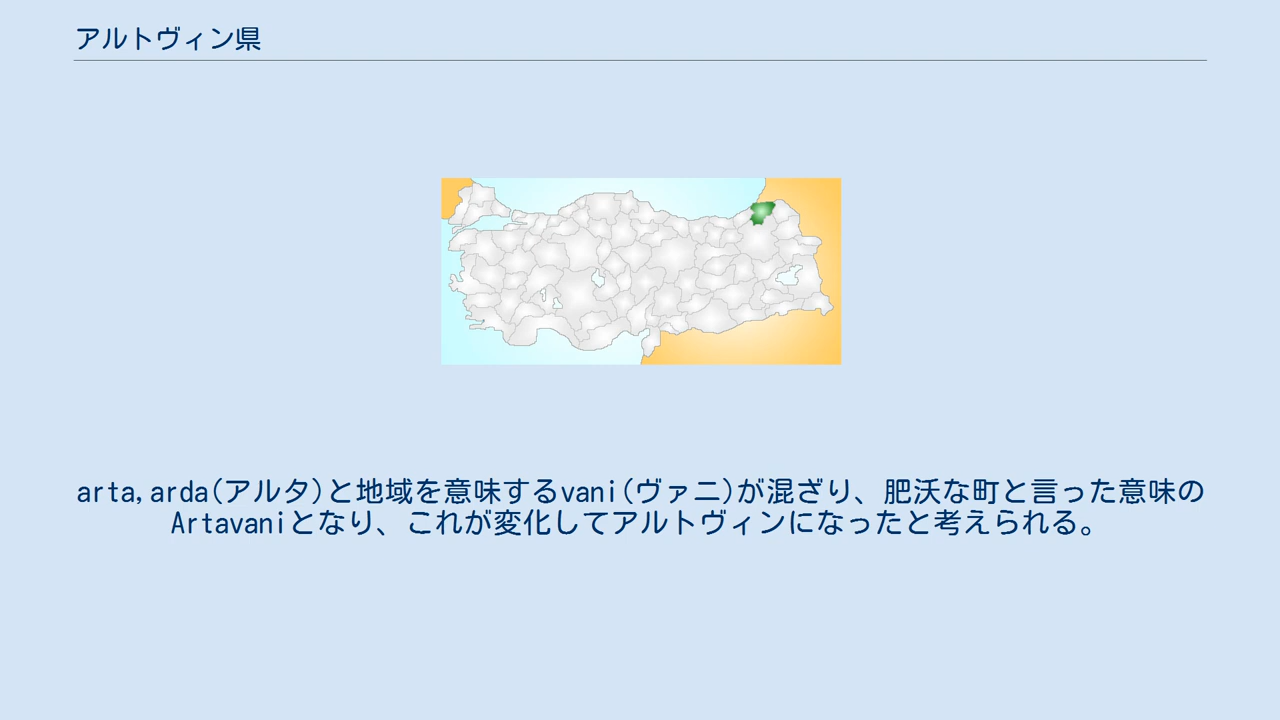 アルトヴィン県
arta,arda(アルタ)と地域を意味するvani(ヴァニ)が混ざり、肥沃な町と言った意味の
Artavaniとなり、これが変化してアルトヴィンになったと考えられる。